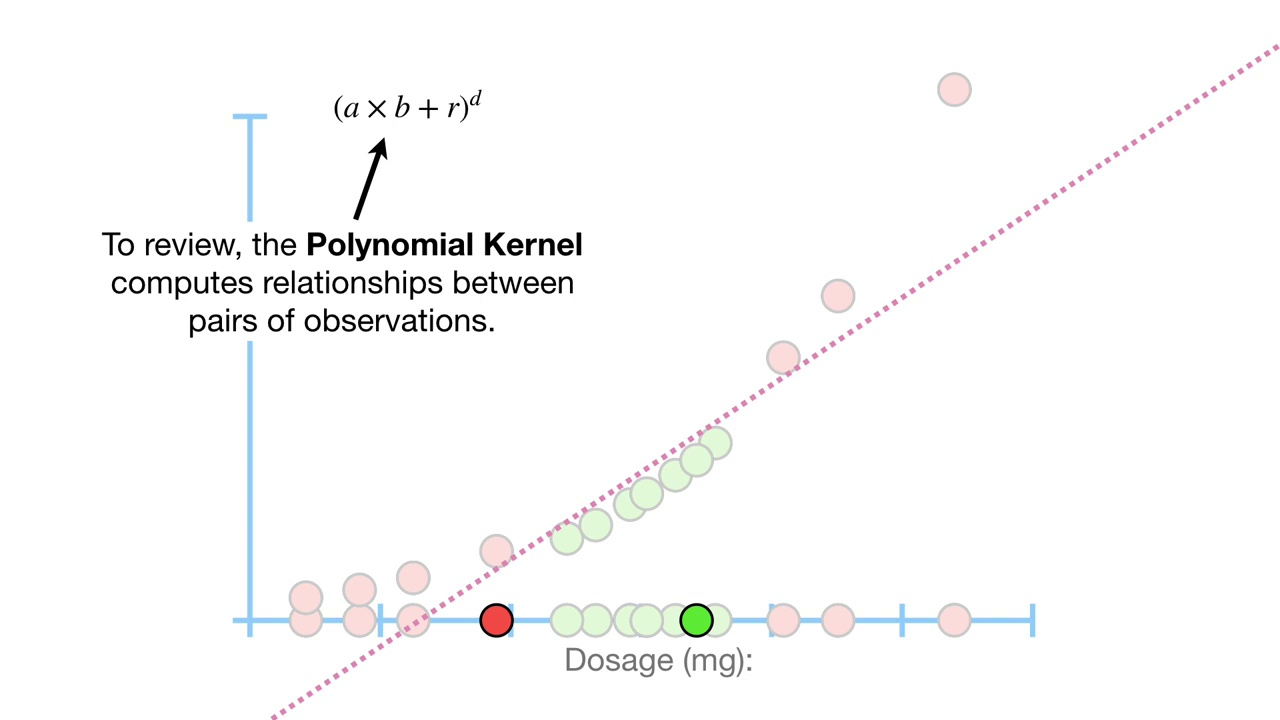 (a × b + r)^d
To review, the Polynomial Kernel
computes relationships between
pairs of observations.
Dosage (mg):